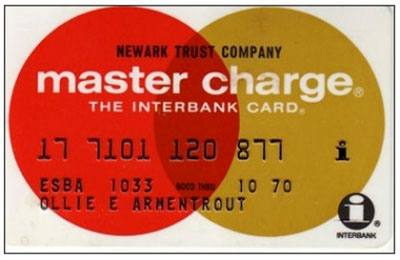 NEWARK TRUST COMPANY
master charge®
THE INTERBANK CARD®
17 7101 120 877 i
ESBA 1033 GOOD THRU 10 70
OLLIE E ARMENTROUT
i®
INTERBANK